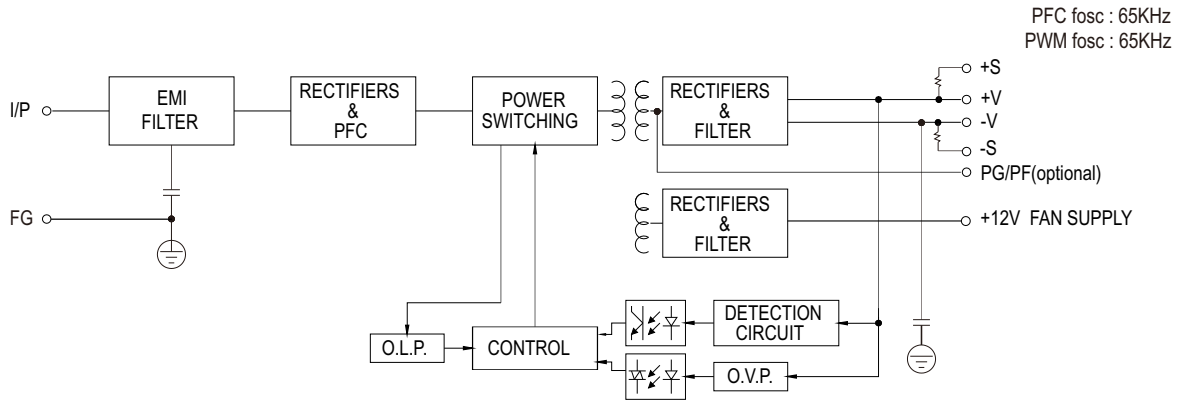 PFC fosc : 65KHz
PWM fosc : 65KHz
I/P
EMI
FILTER
RECTIFIERS
&
PFC
POWER
SWITCHING
RECTIFIERS
&
FILTER
+S
+V
-V
-S
PG/PF(optional)
FG
RECTIFIERS
&
FILTER
+12V FAN SUPPLY
O.L.P.
CONTROL
DETECTION
CIRCUIT
O.V.P.